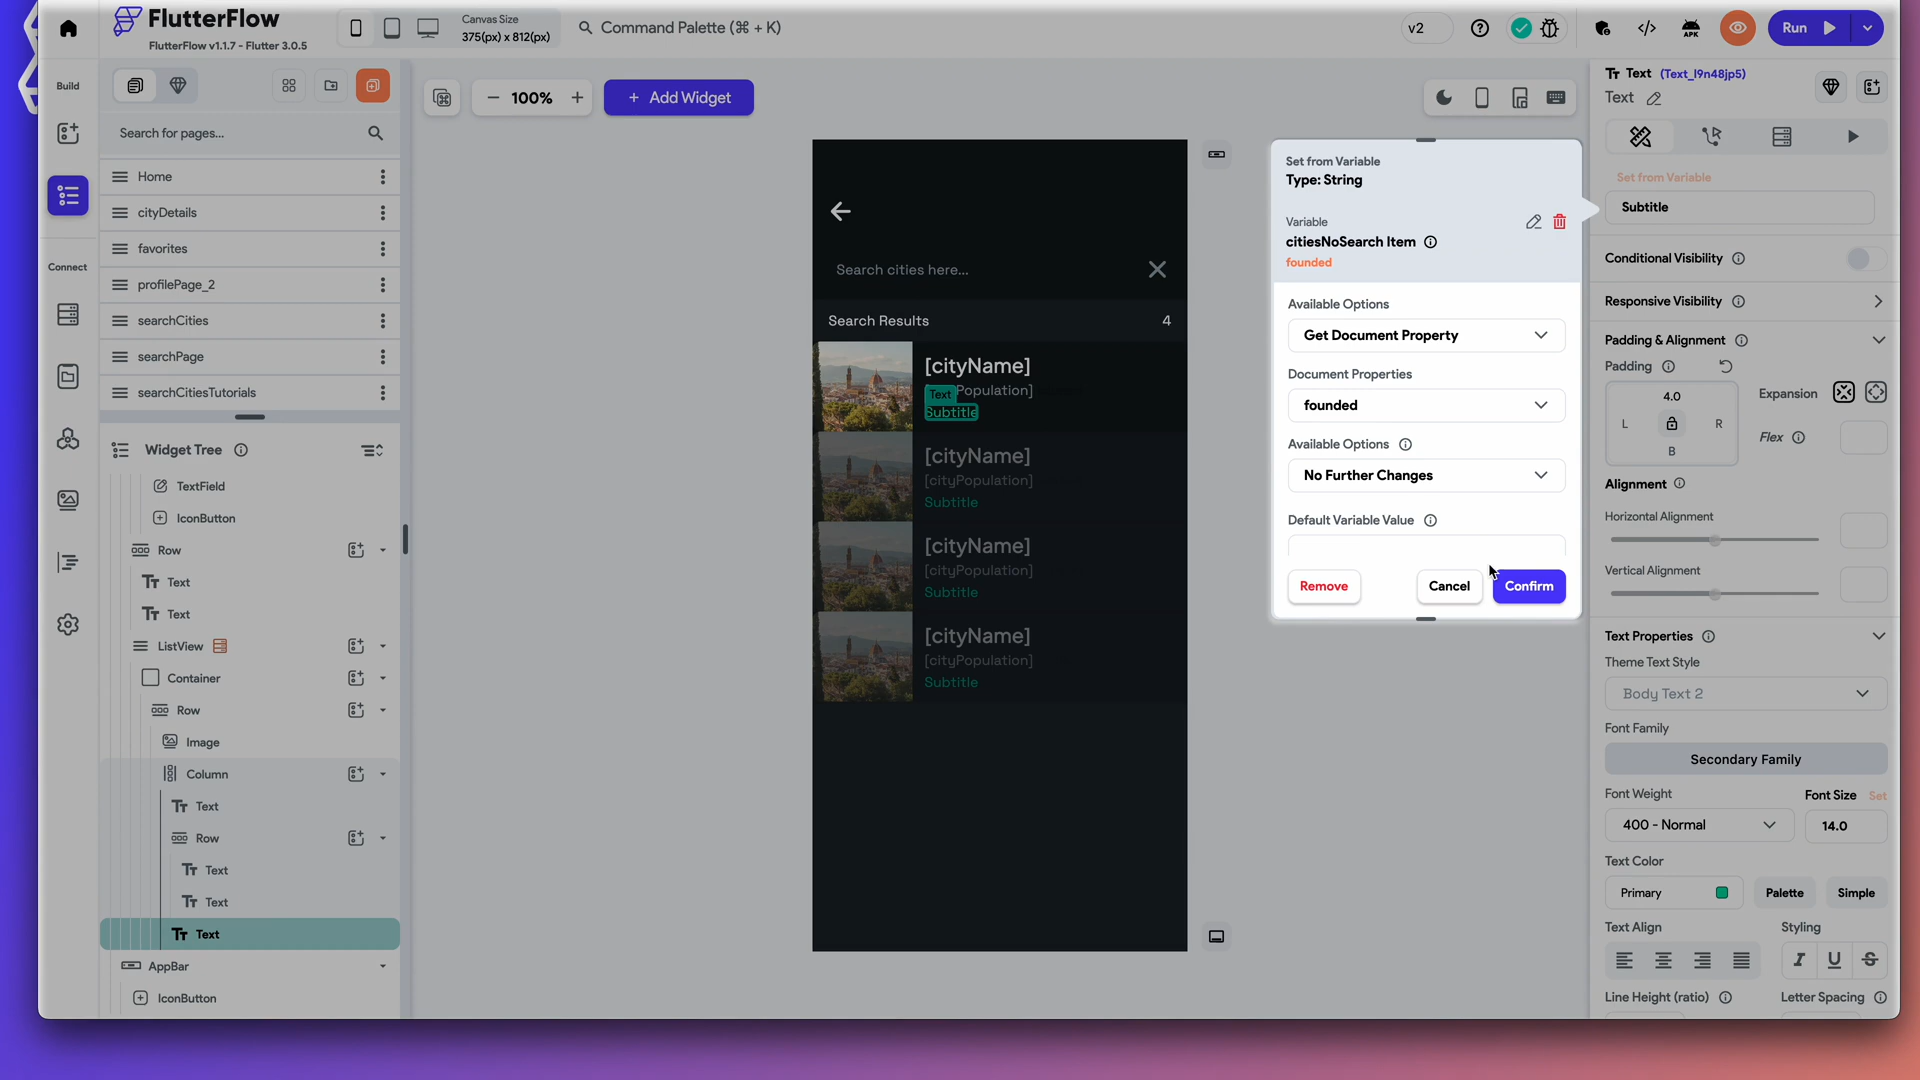 FlutterFlow
FlutterFlow v1.1.7 - Flutter 3.0.5
Canvas Size
375(px) x 812(px)
Command Palette (⌘ + K)
v2
APK
Run
Build
Search for pages...
Home
cityDetails
favorites
profilePage_2
searchCities
searchPage
searchCitiesTutorials
Connect
Widget Tree
TextField
IconButton
Row
Text
Text
ListView
Container
Row
Image
Column
Text
Row
Text
Text
Text
AppBar
IconButton
100%
+ Add Widget
Search cities here...
Search Results 4
[cityName]
Text
Population]
Subtitle
[cityName]
[cityPopulation]
Subtitle
[cityName]
[cityPopulation]
Subtitle
[cityName]
[cityPopulation]
Subtitle
Set from Variable
Type: String
Variable
citiesNoSearch Item
founded
Available Options
Get Document Property
Document Properties
founded
Available Options
No Further Changes
Default Variable Value
Remove
Cancel
Confirm
Text (Text_l9n48jp5)
Text
Set from Variable
Subtitle
Conditional Visibility
Responsive Visibility
Padding & Alignment
Padding
Expansion
4.0
L R
B
Flex
Alignment
Horizontal Alignment
Vertical Alignment
Text Properties
Theme Text Style
Body Text 2
Font Family
Secondary Family
Font Weight
Font Size Set
400 - Normal
14.0
Text Color
Primary
Palette
Simple
Text Align
Styling
Line Height (ratio)
Letter Spacing